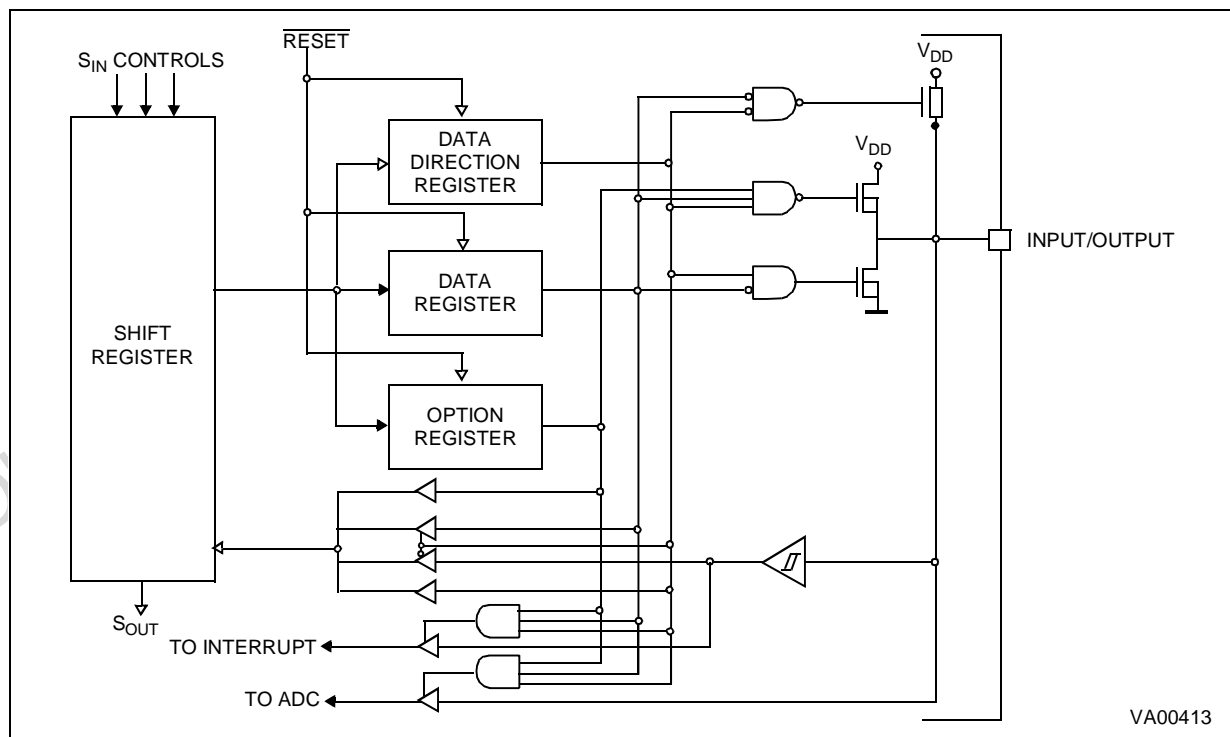 RESET
S_IN CONTROLS
V_DD
DATA
DIRECTION
REGISTER
V_DD
INPUT/OUTPUT
DATA
REGISTER
SHIFT
REGISTER
OPTION
REGISTER
S_OUT
TO INTERRUPT
TO ADC
VA00413